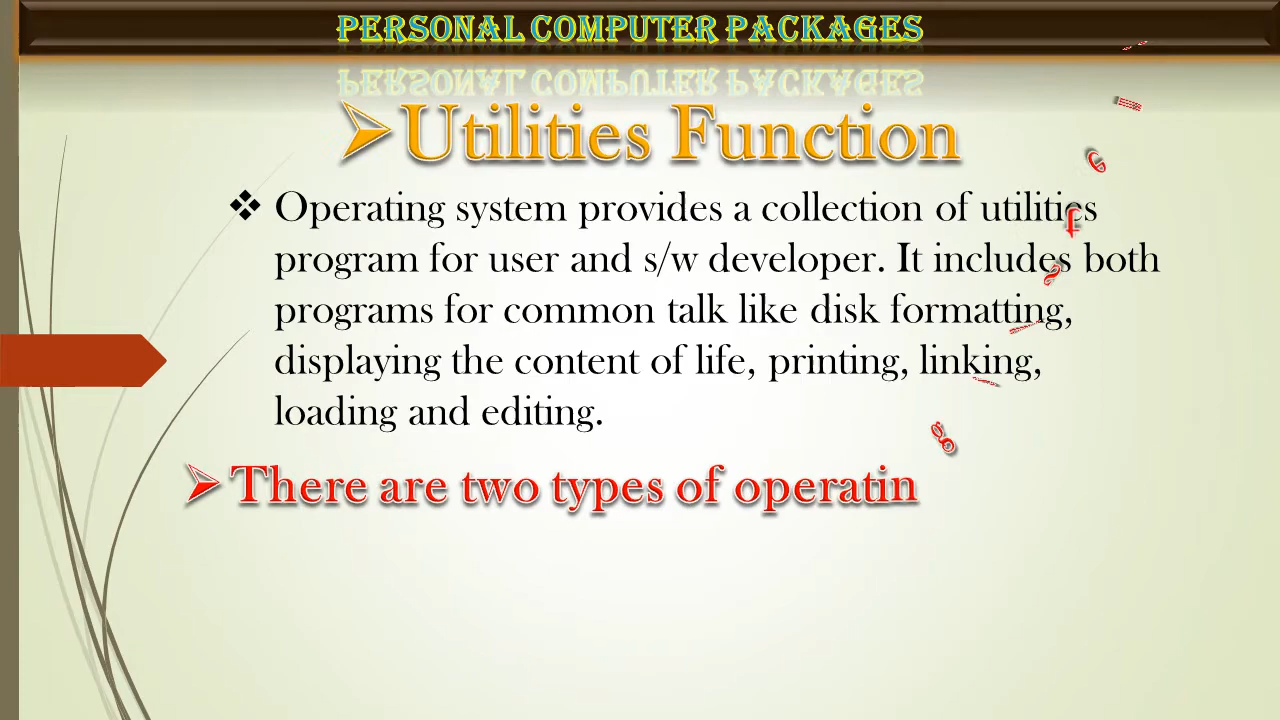 PERSONAL COMPUTER PACKAGES
➢Utilities Function
❖ Operating system provides a collection of utilities
program for user and s/w developer. It includes both
programs for common talk like disk formatting,
displaying the content of life, printing, linking,
loading and editing.
➢There are two types of operatin